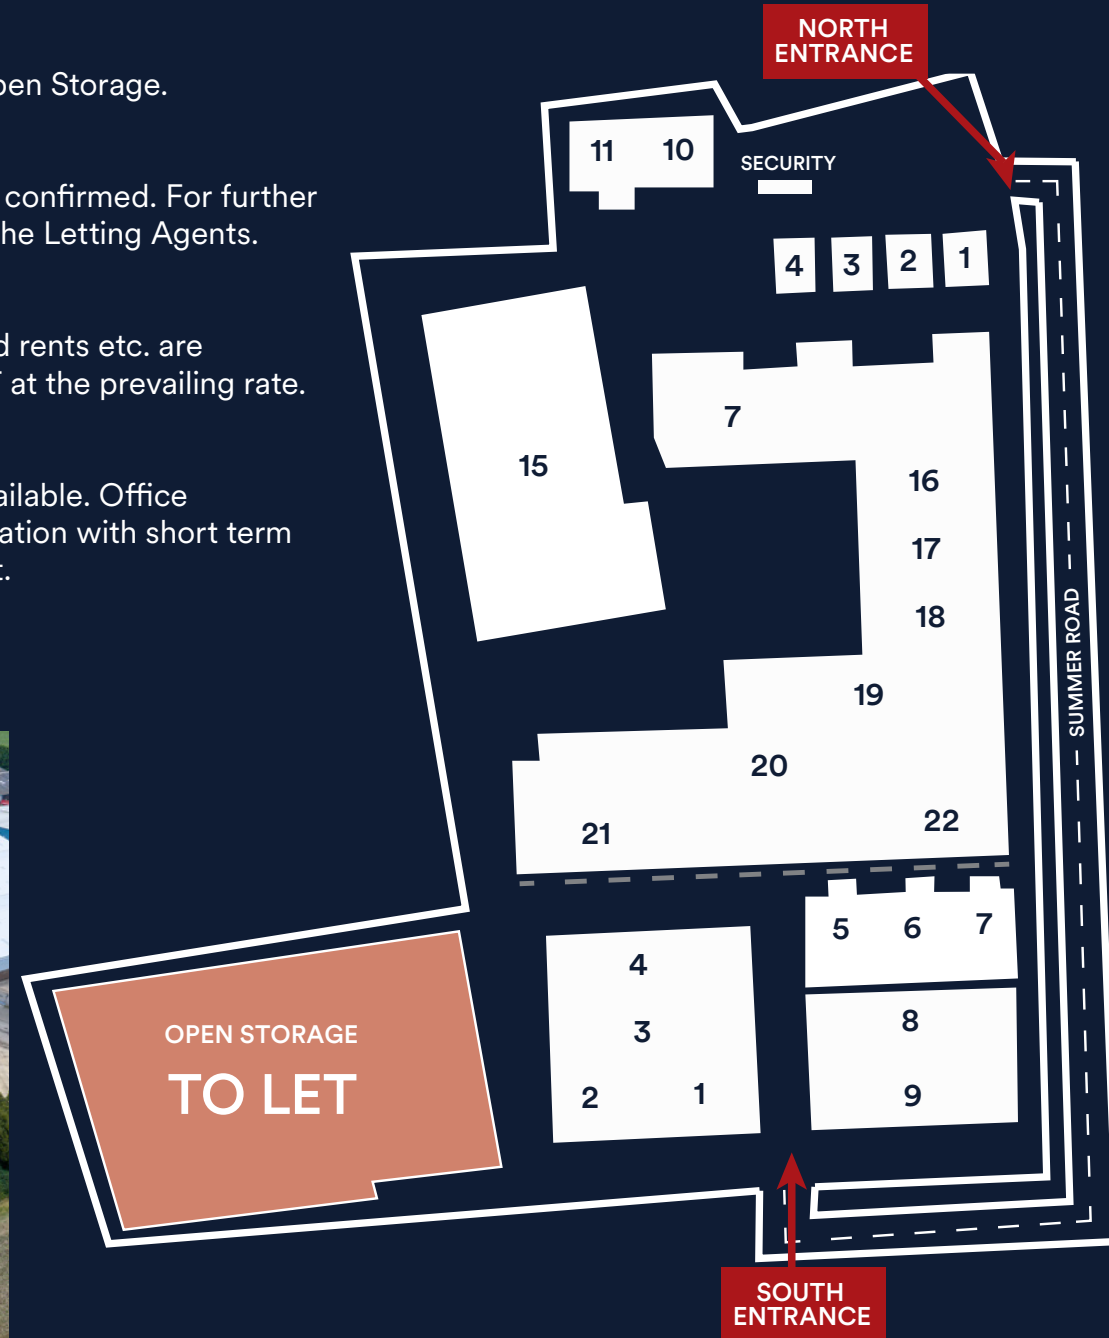 pen Storage.
confirmed. For further
he Letting Agents.
d rents etc. are
at the prevailing rate.
ailable. Office
ation with short term
t.
NORTH
ENTRANCE
11 10
SECURITY
4 3 2 1
7
15
16
17
18
19
20
21
22
SUMMER ROAD
5 6 7
4
3
2 1
8
9
OPEN STORAGE
TO LET
SOUTH
ENTRANCE